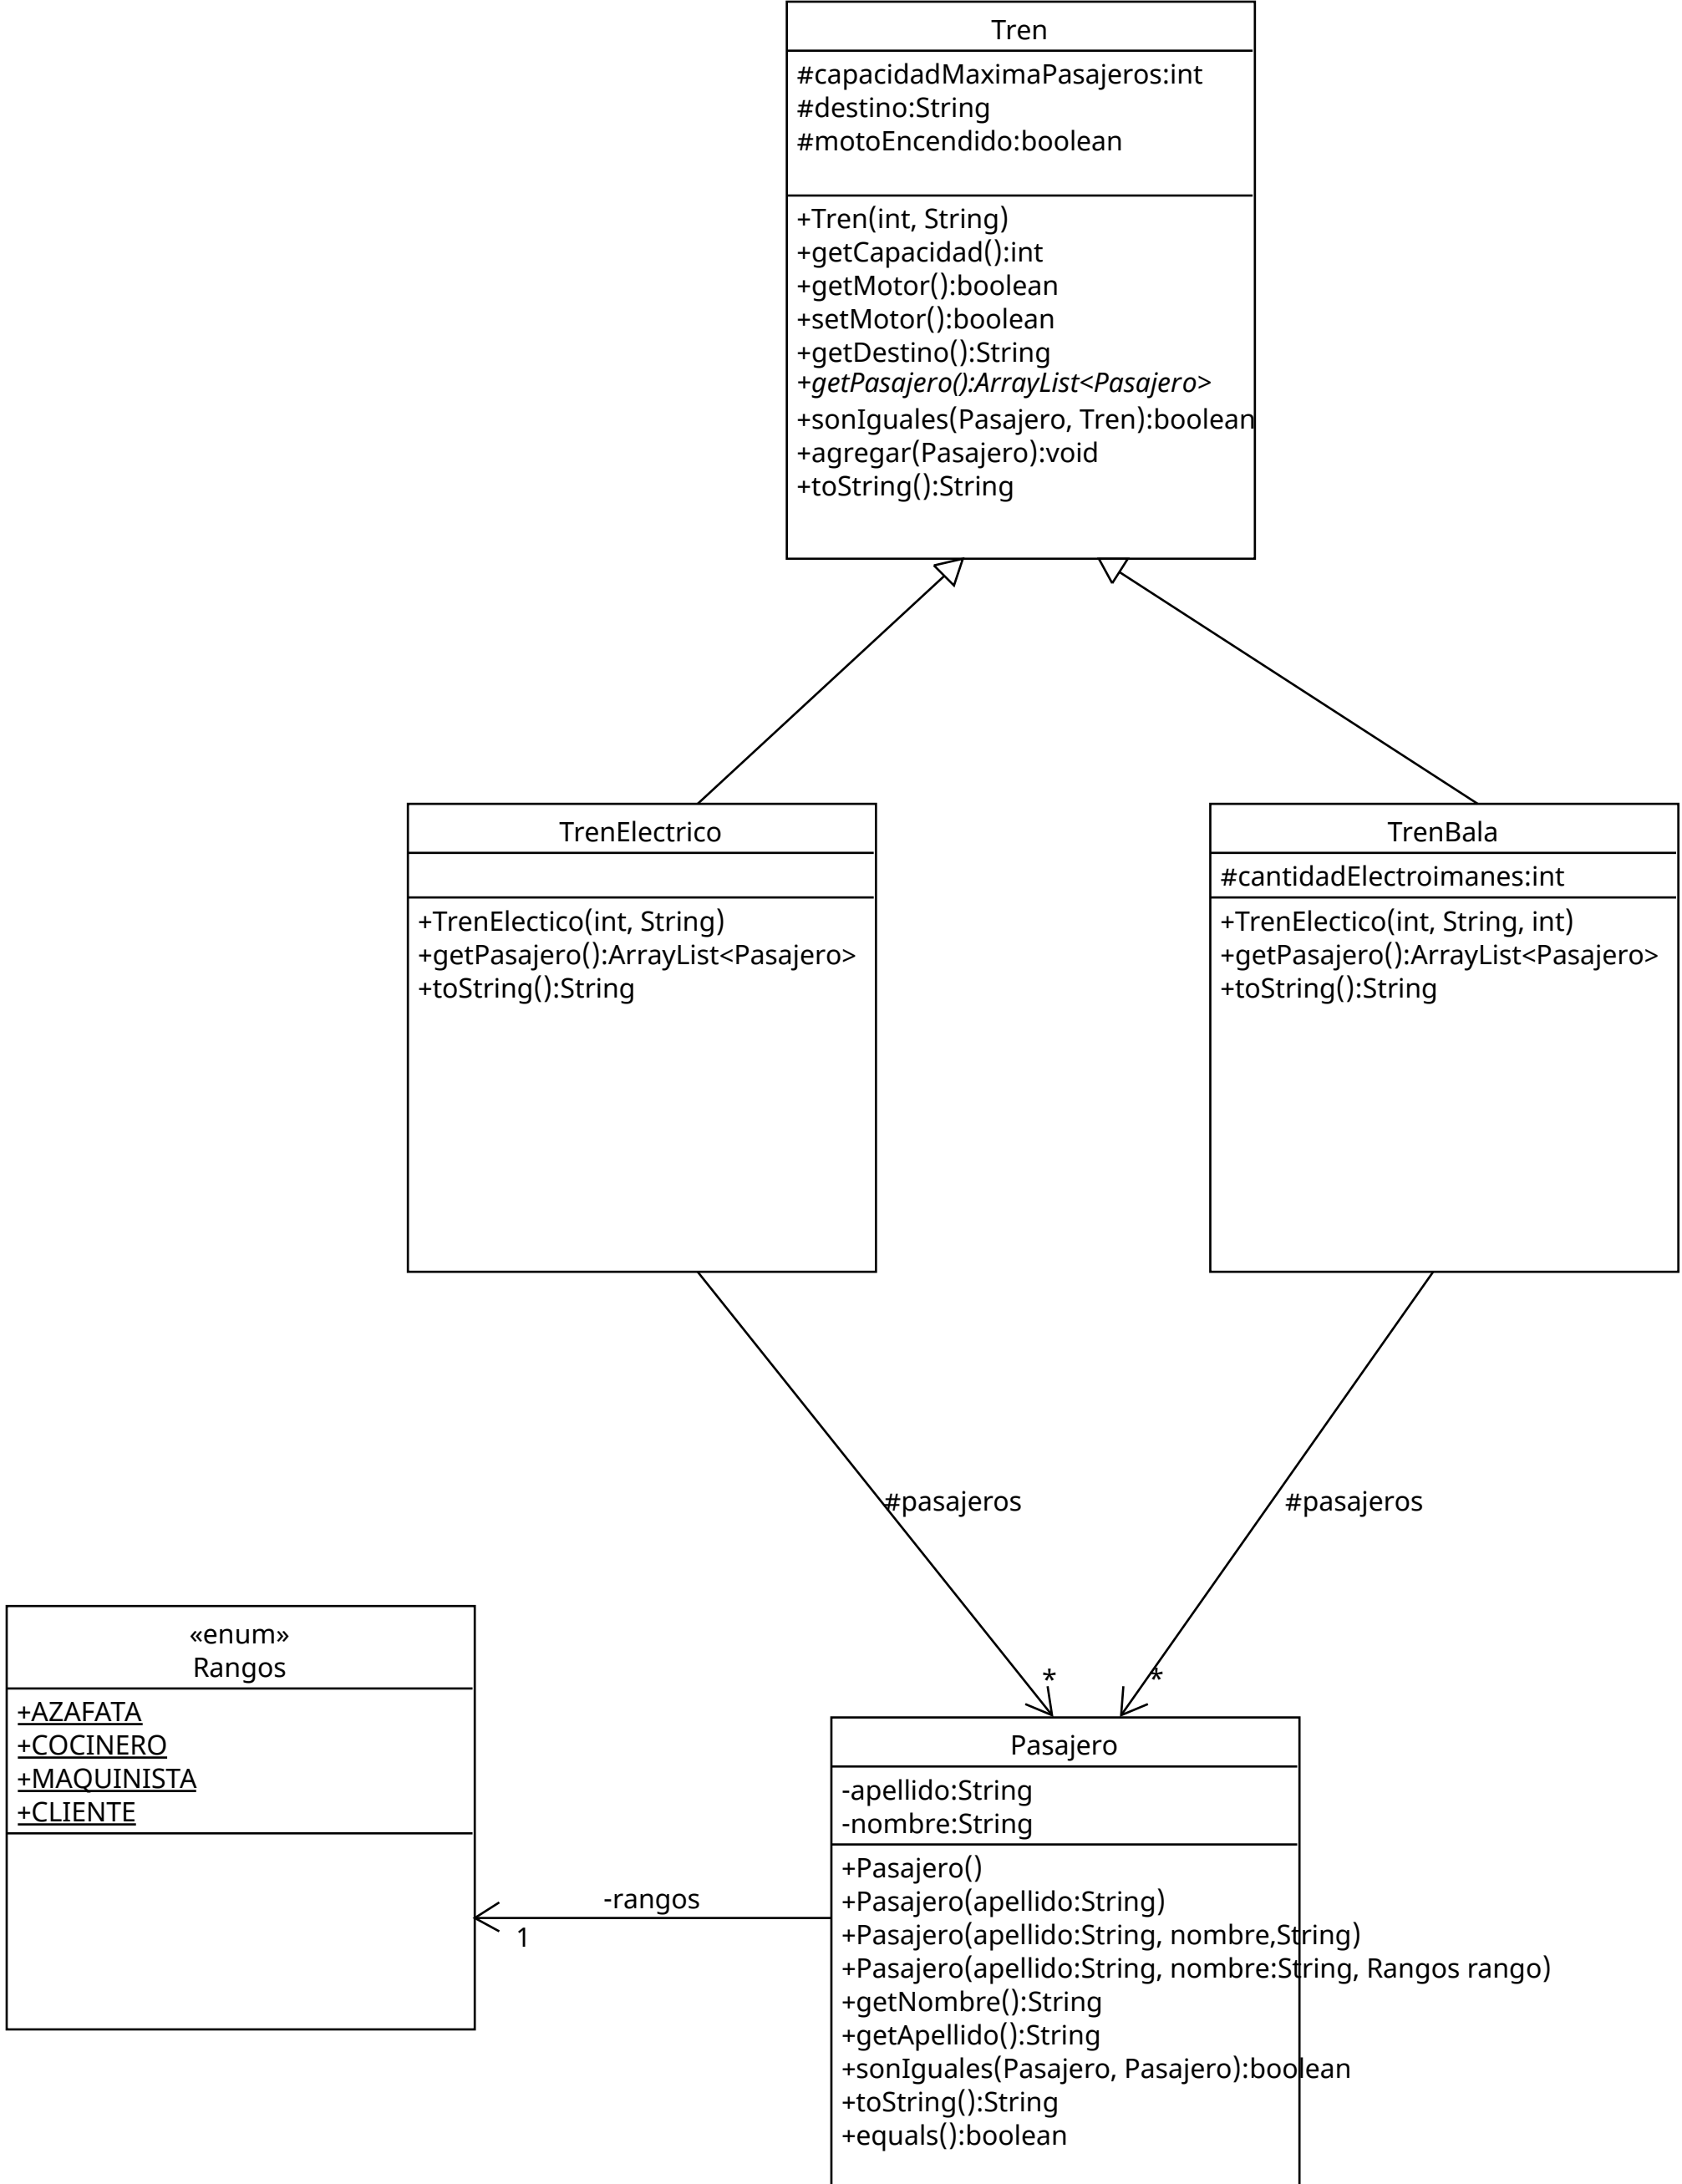 Tren
#capacidadMaximaPasajeros:int
#destino:String
#motoEncendido:boolean
+Tren(int, String)
+getCapacidad():int
+getMotor():boolean
+setMotor():boolean
+getDestino():String
+getPasajero():ArrayList<Pasajero>
+sonIguales(Pasajero, Tren):boolean
+agregar(Pasajero):void
+toString():String
TrenElectrico
+TrenElectico(int, String)
+getPasajero():ArrayList<Pasajero>
+toString():String
TrenBala
#cantidadElectroimanes:int
+TrenElectico(int, String, int)
+getPasajero():ArrayList<Pasajero>
+toString():String
#pasajeros
#pasajeros
*
*
«enum»
Rangos
+AZAFATA
+COCINERO
+MAQUINISTA
+CLIENTE
-rangos
1
Pasajero
-apellido:String
-nombre:String
+Pasajero()
+Pasajero(apellido:String)
+Pasajero(apellido:String, nombre,String)
+Pasajero(apellido:String, nombre:String, Rangos rango)
+getNombre():String
+getApellido():String
+sonIguales(Pasajero, Pasajero):boolean
+toString():String
+equals():boolean